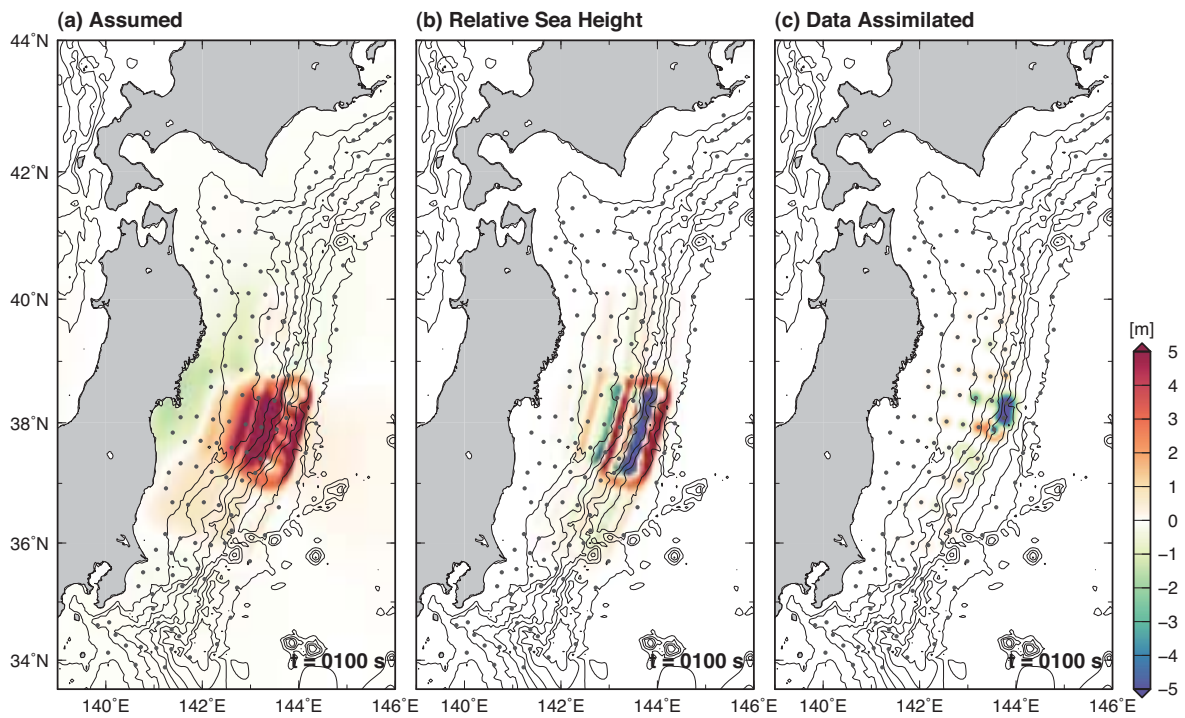 (a) Assumed (b) Relative Sea Height (c) Data Assimilated
44˚N
42˚N
40˚N
38˚N
36˚N
34˚N
[m]
5
4
3
2
1
0
−1
−2
−3
−4
−5
t = 0100 s t = 0100 s t = 0100 s
140˚E 142˚E 144˚E 146˚E 140˚E 142˚E 144˚E 146˚E 140˚E 142˚E 144˚E 146˚E